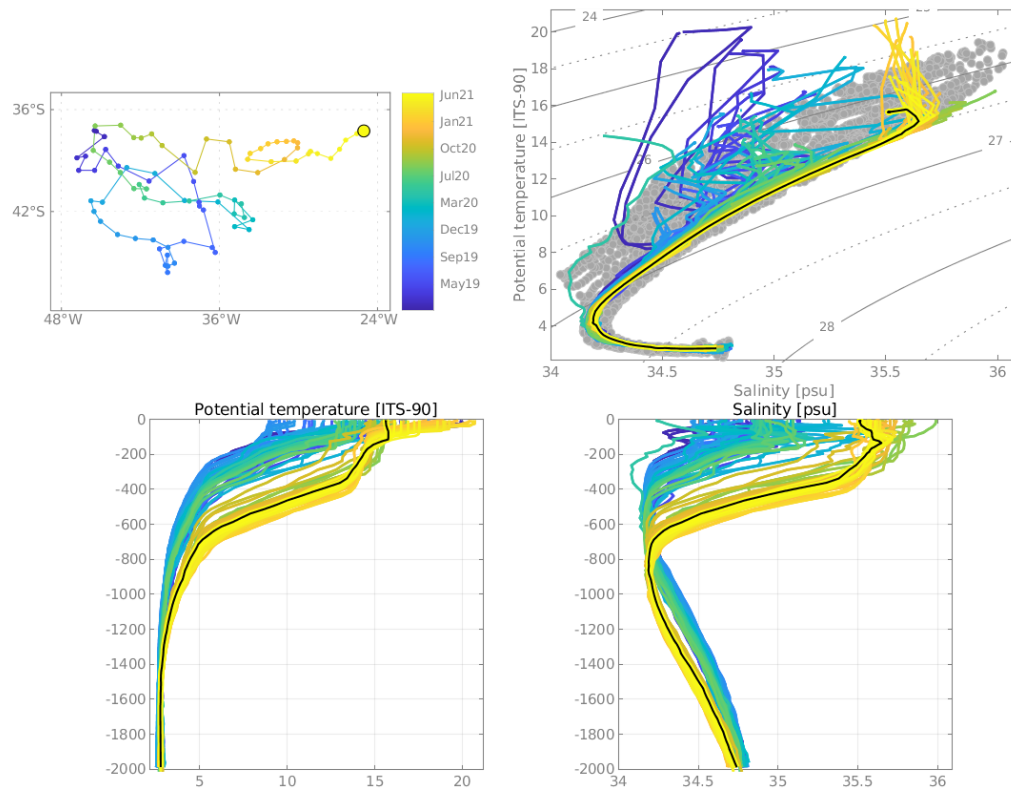 36°S
42°S
48°W
36°W
24°W
Jun21
Jan21
Oct20
Jul20
Mar20
Dec19
Sep19
May19
Potential temperature [ITS-90]
20
18
16
14
12
10
8
6
4
24
26
27
28
34
34.5
35
35.5
36
Salinity [psu]
Potential temperature [ITS-90]
0
-200
-400
-600
-800
-1000
-1200
-1400
-1600
-1800
-2000
5
10
15
20
Salinity [psu]
0
-200
-400
-600
-800
-1000
-1200
-1400
-1600
-1800
-2000
34
34.5
35
35.5
36